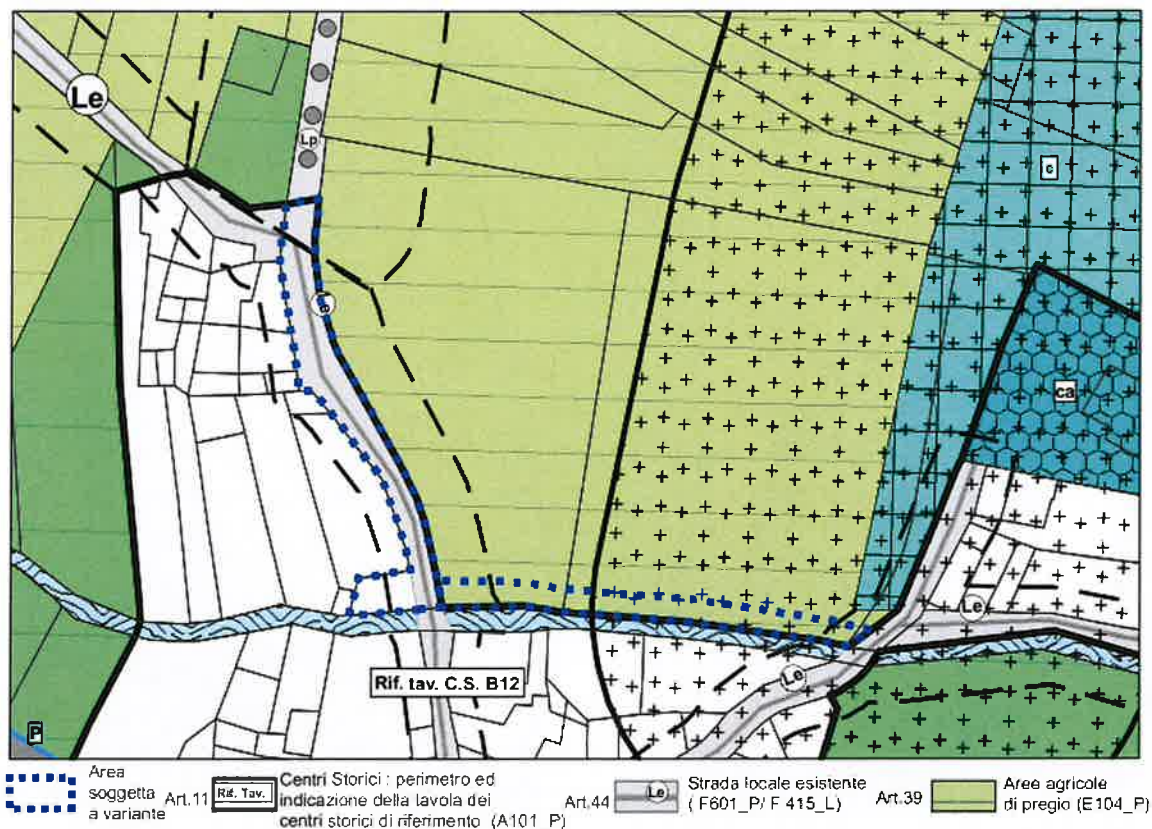 Le
Lp
c
Le
ca
Le
Rif. tav. C.S. B12
Le
P
Area
soggetta
a variante
Art.11
Rif. Tav.
Centri Storici : perimetro ed
indicazione della tavola dei
centri storici di riferimento (A101_P)
Art.44
Le
Strada locale esistente
( F601_P/ F 415_L)
Art.39
Aree agricole
di pregio (E104_P)